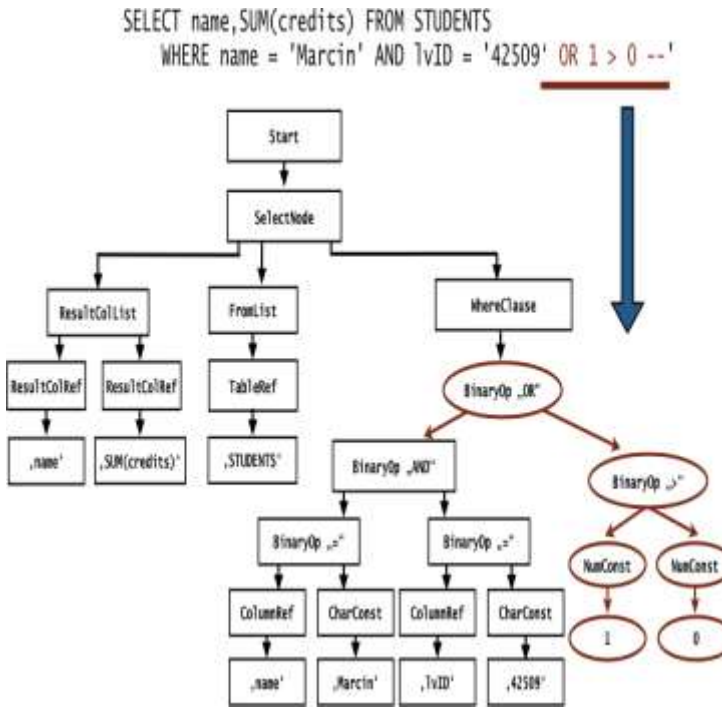 SELECT name,SUM(credits) FROM STUDENTS
WHERE name = 'Marcin' AND lvID = '42509' OR 1 > 0 --'
Start
SelectNode
ResultColList
FromList
WhereClause
ResultColRef
ResultColRef
TableRef
BinaryOp „OR“
‚name‘
‚SUM(credits)‘
‚STUDENTS‘
BinaryOp „AND“
BinaryOp „>“
BinaryOp „=“
BinaryOp „=“
NumConst
NumConst
ColumnRef
CharConst
ColumnRef
CharConst
1
0
‚name‘
‚Marcin‘
‚lvID‘
‚42509‘